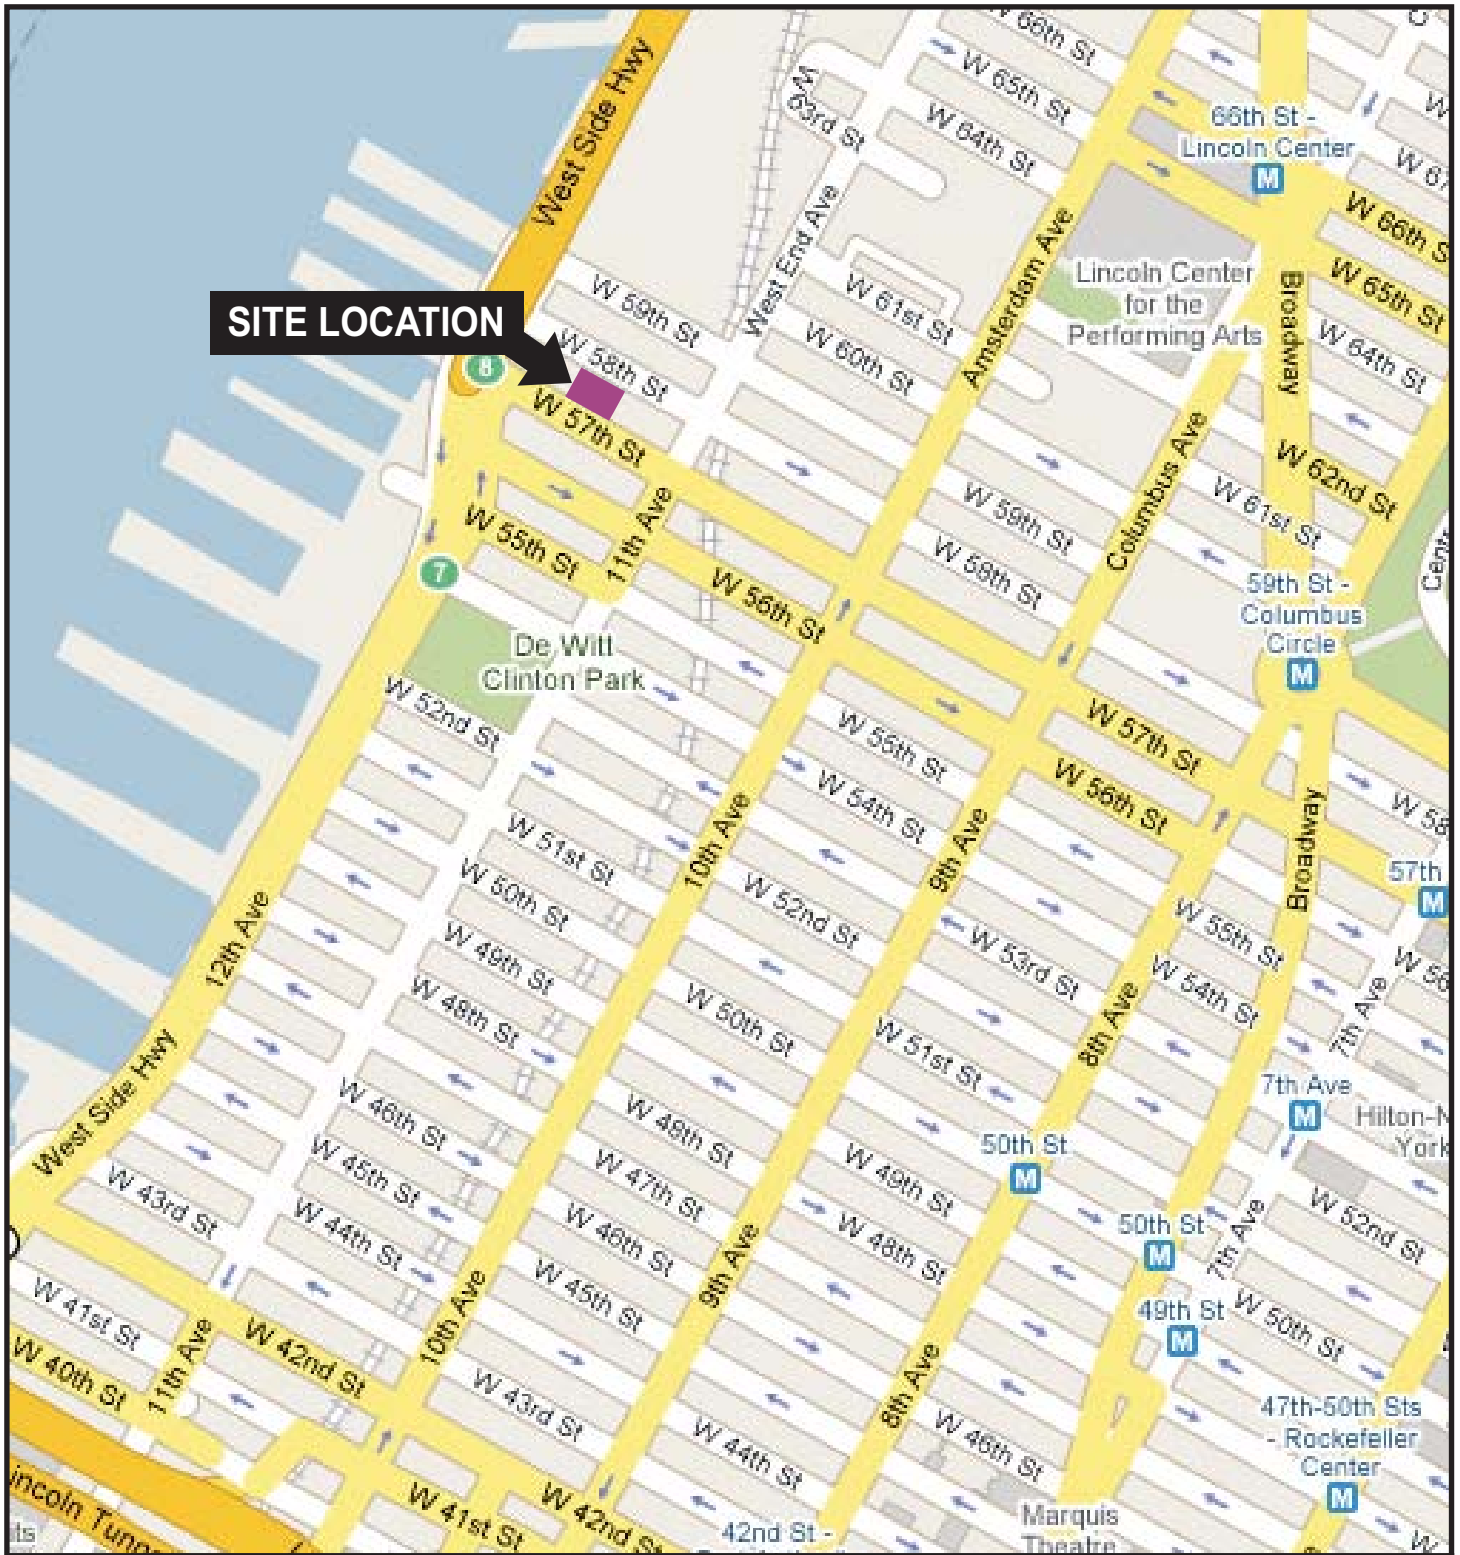 W 66th St
West Side Hwy
W 65th St
W
63rd St
W 64th St
66th St -
Lincoln Center
M
W 66th S
W 65th St
West End Ave
Amsterdam Ave
Lincoln Center
for the
Performing Arts
Broadway
W 64th St
W 59th St
W 61st St
SITE LOCATION
W 58th St
W 60th St
8
W 57th St
Columbus Ave
W 62nd St
W 61st St
W 59th St
11th Ave
W 55th St
W 58th St
7
W 56th St
59th St -
Columbus
Circle
M
De Witt
Clinton Park
W 52nd St
W 55th St
W 57th St
W 56th St
W 54th St
W 58
Broadway
57th
M
10th Ave
9th Ave
W 51st St
W 50th St
W 52nd St
W 55th St
W 53rd St
W 54th St
W 56
12th Ave
W 49th St
W 48th St
W 50th St
W 51st St
8th Ave
7th Ave
West Side Hwy
7th Ave
M
Hilton-N
York
W 46th St
W 48th St
50th St
M
W 45th St
W 47th St
W 49th St
W 43rd St
W 44th St
W 46th St
W 48th St
50th St
M
7th Ave
W 52nd St
W 45th St
9th Ave
49th St
M
W 50th St
W 41st St
W 42nd St
10th Ave
W 40th St
11th Ave
W 43rd St
8th Ave
W 44th St
W 46th St
47th-50th Sts
- Rockefeller
Center
M
W 41st St
W 42nd St
42nd St -
Marquis
Theatre
incoln Tunn